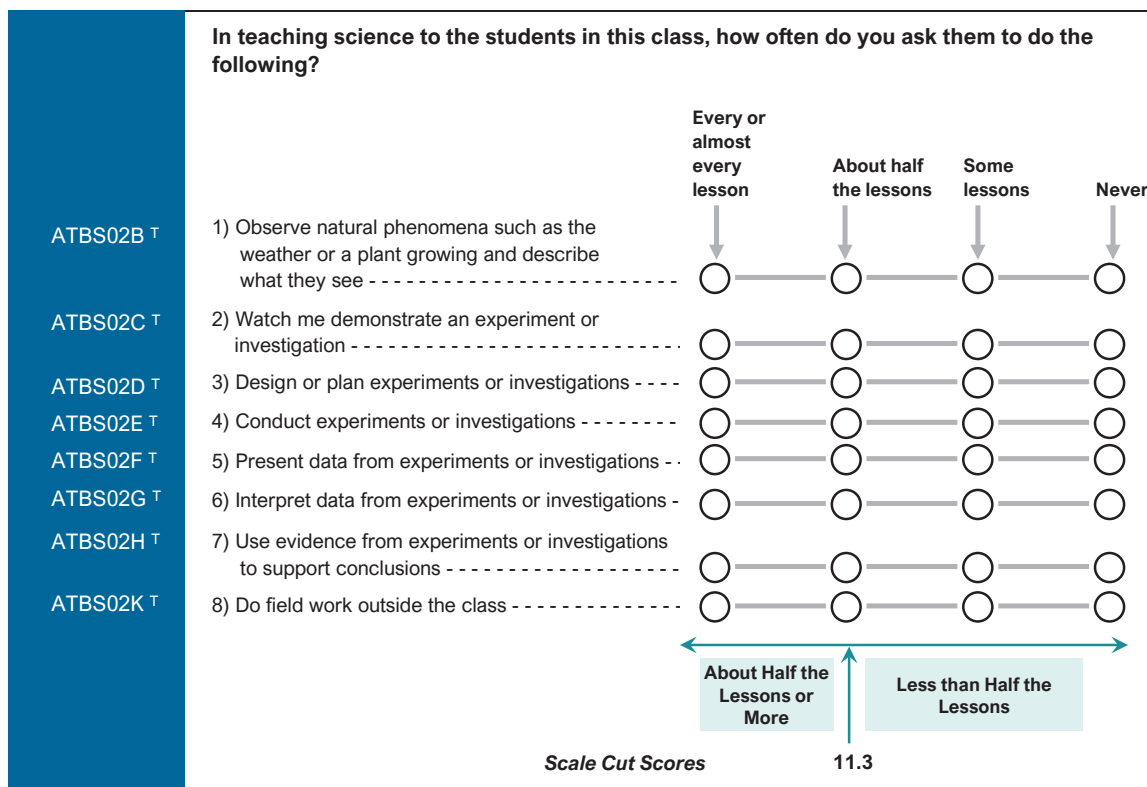 In teaching science to the students in this class, how often do you ask them to do the
following?
Every or
almost
every
lesson
About half
the lessons
Some
lessons
Never
ATBS02B T
1) Observe natural phenomena such as the
weather or a plant growing and describe
what they see - - - - - - - - - - - - - - - - - - - - - - - - - -
ATBS02C T
2) Watch me demonstrate an experiment or
investigation - - - - - - - - - - - - - - - - - - - - - - - - - - - -
ATBS02D T
3) Design or plan experiments or investigations - - - -
ATBS02E T
4) Conduct experiments or investigations - - - - - - - -
ATBS02F T
5) Present data from experiments or investigations - -
ATBS02G T
6) Interpret data from experiments or investigations -
ATBS02H T
7) Use evidence from experiments or investigations
to support conclusions - - - - - - - - - - - - - - - - - - - -
ATBS02K T
8) Do field work outside the class - - - - - - - - - - - - - -
About Half the
Lessons or
More
Less than Half the
Lessons
Scale Cut Scores 11.3